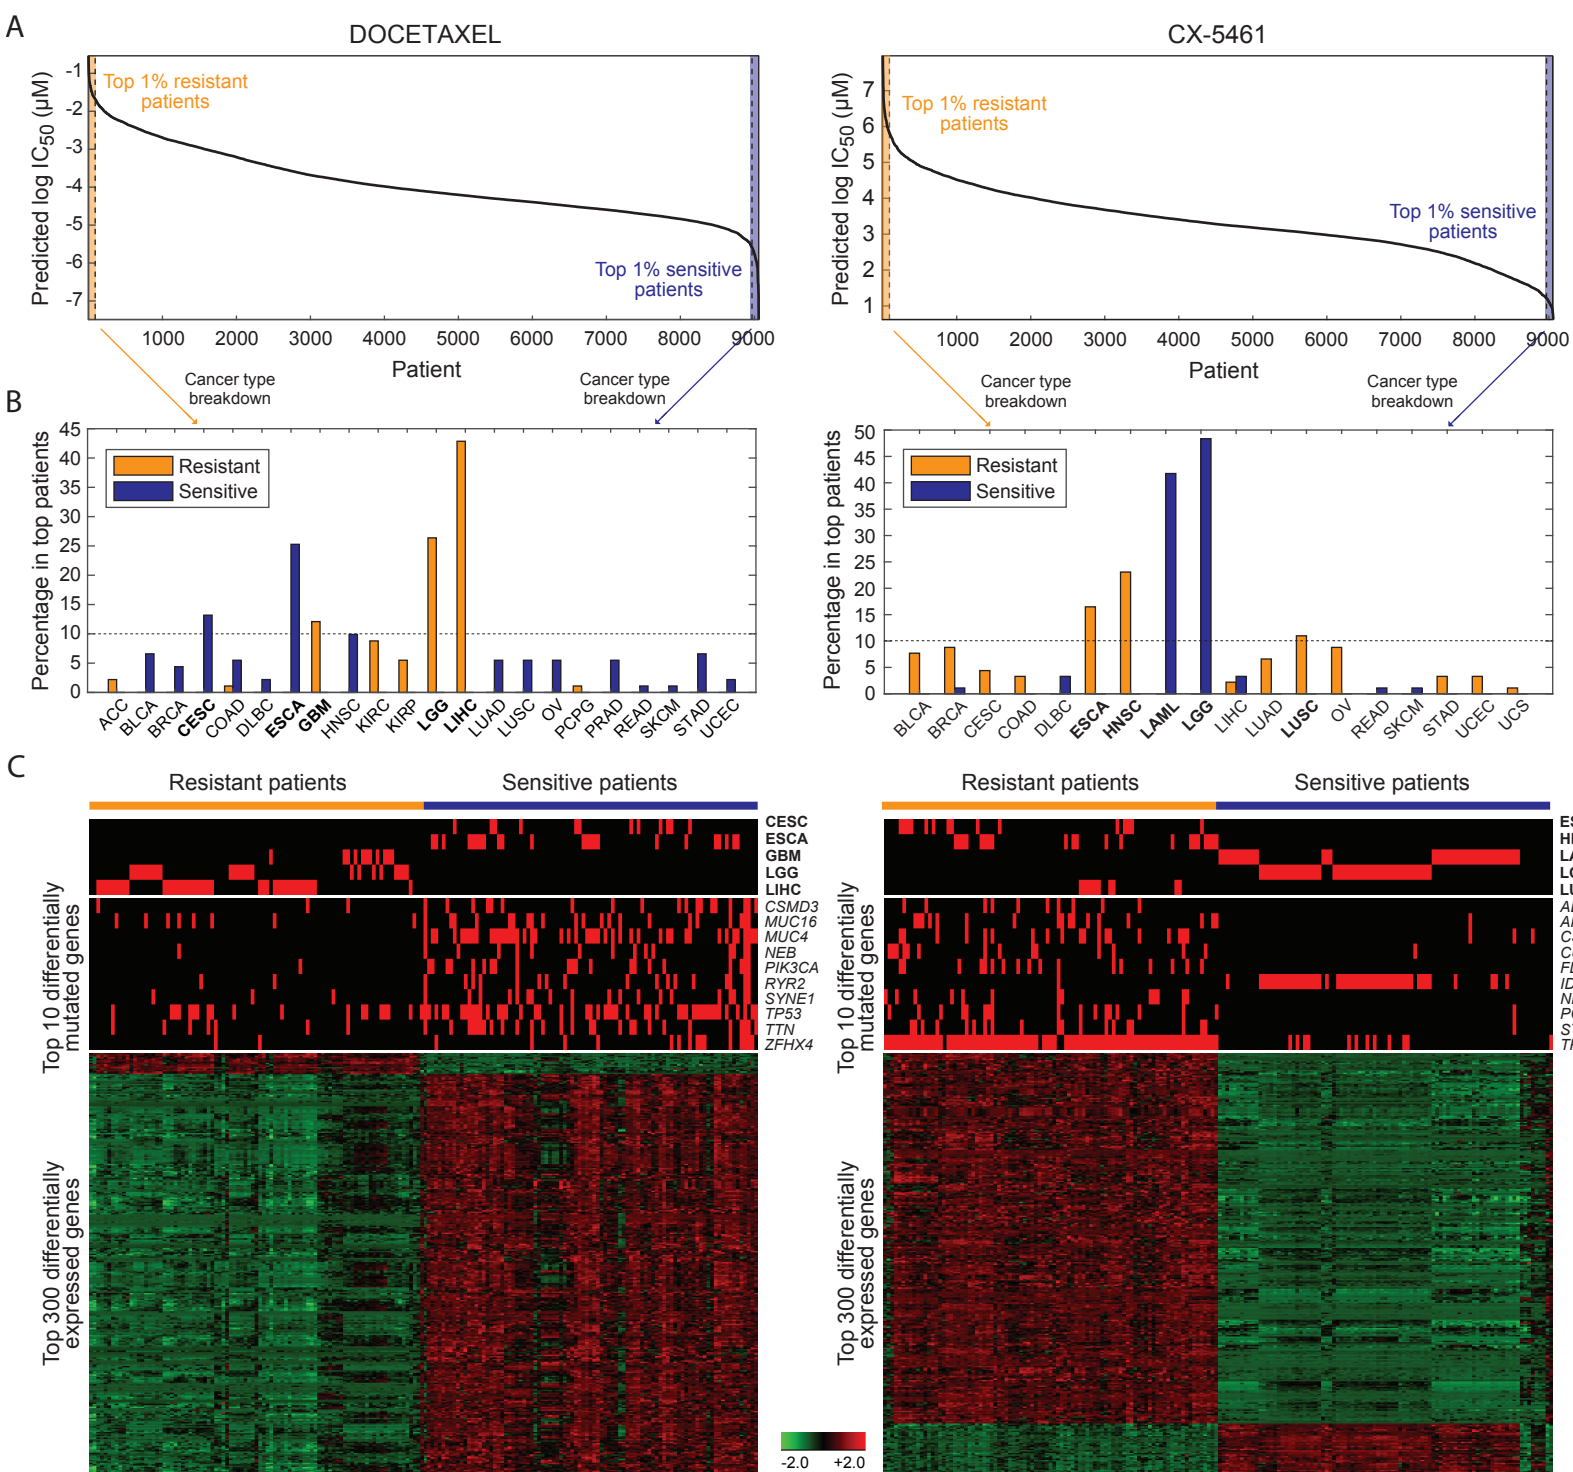 A
DOCETAXEL
CX-5461
Predicted log IC50 (µM)
-1
-2
-3
-4
-5
-6
-7
Top 1% resistant
patients
Top 1% sensitive
patients
1000 2000 3000 4000 5000 6000 7000 8000 9000
Patient
Predicted log IC50 (µM)
7
6
5
4
3
2
1
Top 1% resistant
patients
Top 1% sensitive
patients
1000 2000 3000 4000 5000 6000 7000 8000 9000
Patient
Cancer type
breakdown
Cancer type
breakdown
Cancer type
breakdown
Cancer type
breakdown
B
Percentage in top patients
45
40
35
30
25
20
15
10
5
0
Resistant
Sensitive
ACC BLCA BRCA CESC COAD DLBC ESCA GBM HNSC KIRC KIRP LGG LIHC LUAD LUSC OV PCPG PRAD READ SKCM STAD UCEC
Percentage in top patients
50
45
40
35
30
25
20
15
10
5
0
Resistant
Sensitive
BLCA BRCA CESC COAD DLBC ESCA HNSC LAML LGG LIHC LUAD LUSC OV READ SKCM STAD UCEC UCS
C
Resistant patients
Sensitive patients
CESC
ESCA
GBM
LGG
LIHC
Top 10 differentially
mutated genes
CSMD3
MUC16
MUC4
NEB
PIK3CA
RYR2
SYNE1
TP53
TTN
ZFHX4
Top 300 differentially
expressed genes
-2.0 +2.0
Resistant patients
Sensitive patients
Top 10 differentially
mutated genes
Top 300 differentially
expressed genes